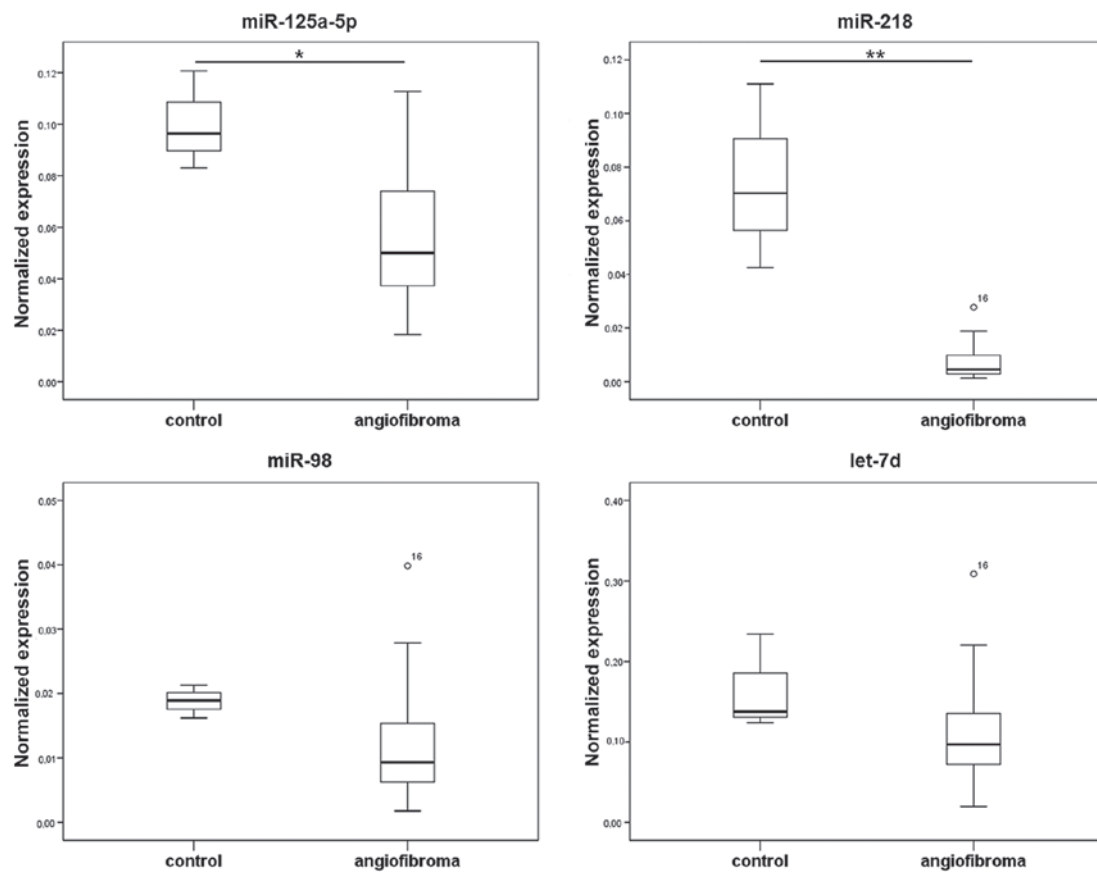 miR-125a-5p
*
Normalized expression
0,12
0,10
0,08
0,06
0,04
0,02
0,00
control angiofibroma
miR-218
**
Normalized expression
0,12
0,10
0,08
0,06
0,04
0,02
0,00
16
control angiofibroma
miR-98
Normalized expression
0,05
0,04
0,03
0,02
0,01
0,00
16
control angiofibroma
let-7d
Normalized expression
0,40
0,30
0,20
0,10
0,00
16
control angiofibroma